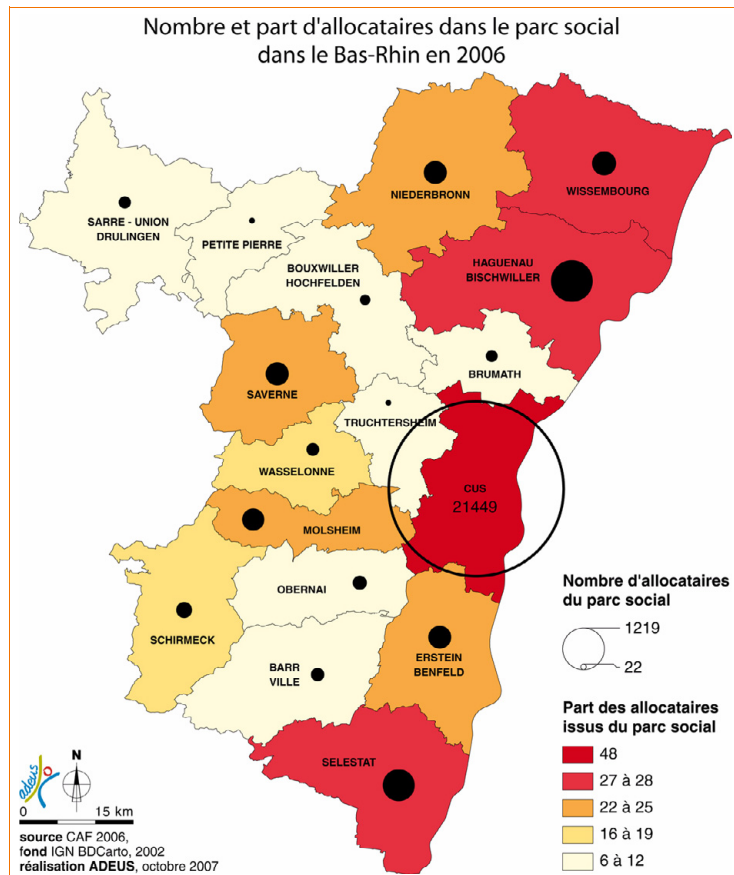 Nombre et part d'allocataires dans le parc social
dans le Bas-Rhin en 2006
NIEDERBRONN
WISSEMBOURG
SARRE - UNION
DRULINGEN
PETITE PIERRE
BOUXWILLER
HOCHFELDEN
HAGUENAU
BISCHWILLER
BRUMATH
SAVERNE
TRUCHTERSHEIM
WASSELONNE
CUS
21449
MOLSHEIM
OBERNAI
SCHIRMECK
BARR
VILLE
ERSTEIN
BENFELD
SELESTAT
Nombre d'allocataires
du parc social
1219
22
Part des allocataires
issus du parc social
48
27 à 28
22 à 25
16 à 19
6 à 12
adeus
N
0 15 km
source CAF 2006,
fond IGN BDCarto, 2002
réalisation ADEUS, octobre 2007